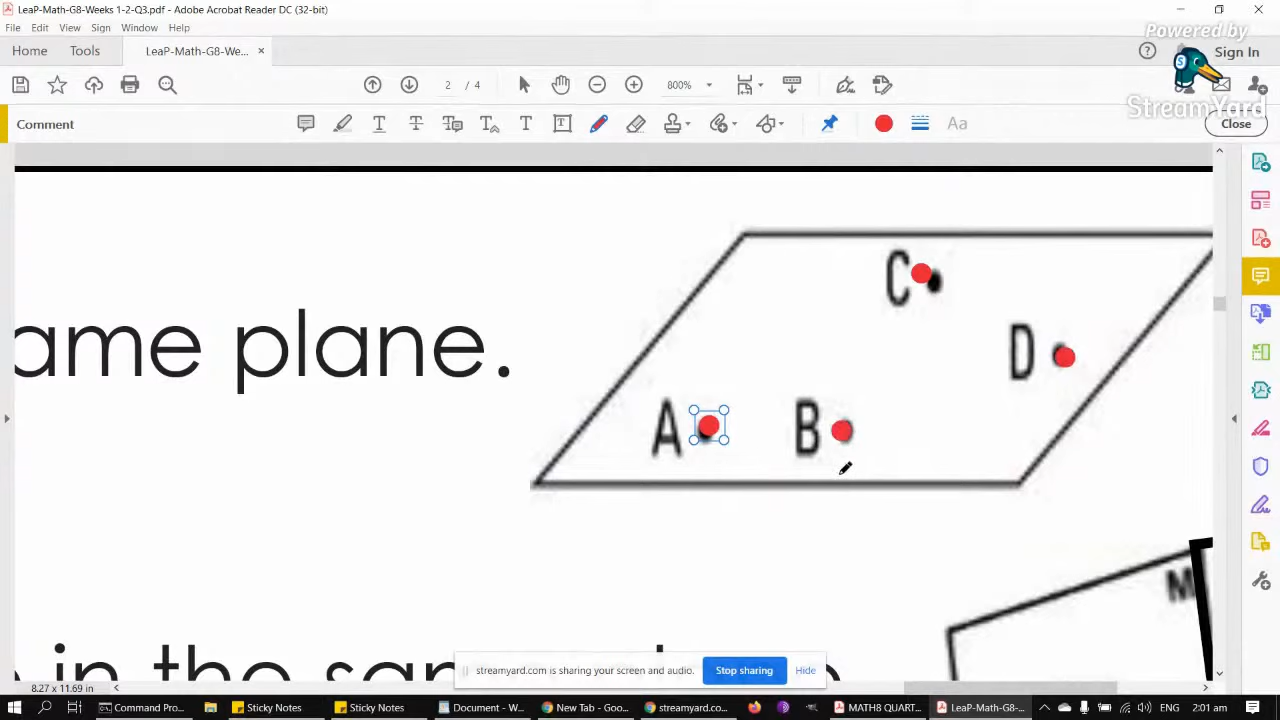 LeaP-Math-G8-Weeks 1-2-Q3.pdf - Adobe Acrobat Reader DC (32-bit)
File Edit View Sign Window Help
Powered by
StreamYard
Home Tools LeaP-Math-G8-We... × Sign In
2 / 4 800%
Comment Aa Close
C
ame plane.
D
A B
M
in the sam
streamyard.com is sharing your screen and audio. Stop sharing Hide
8.27 x 11.69 in
Command Pro... Sticky Notes Sticky Notes Document - W... New Tab - Goo... streamyard.co... MATH8 QUART... LeaP-Math-G8-... ENG 2:01 am